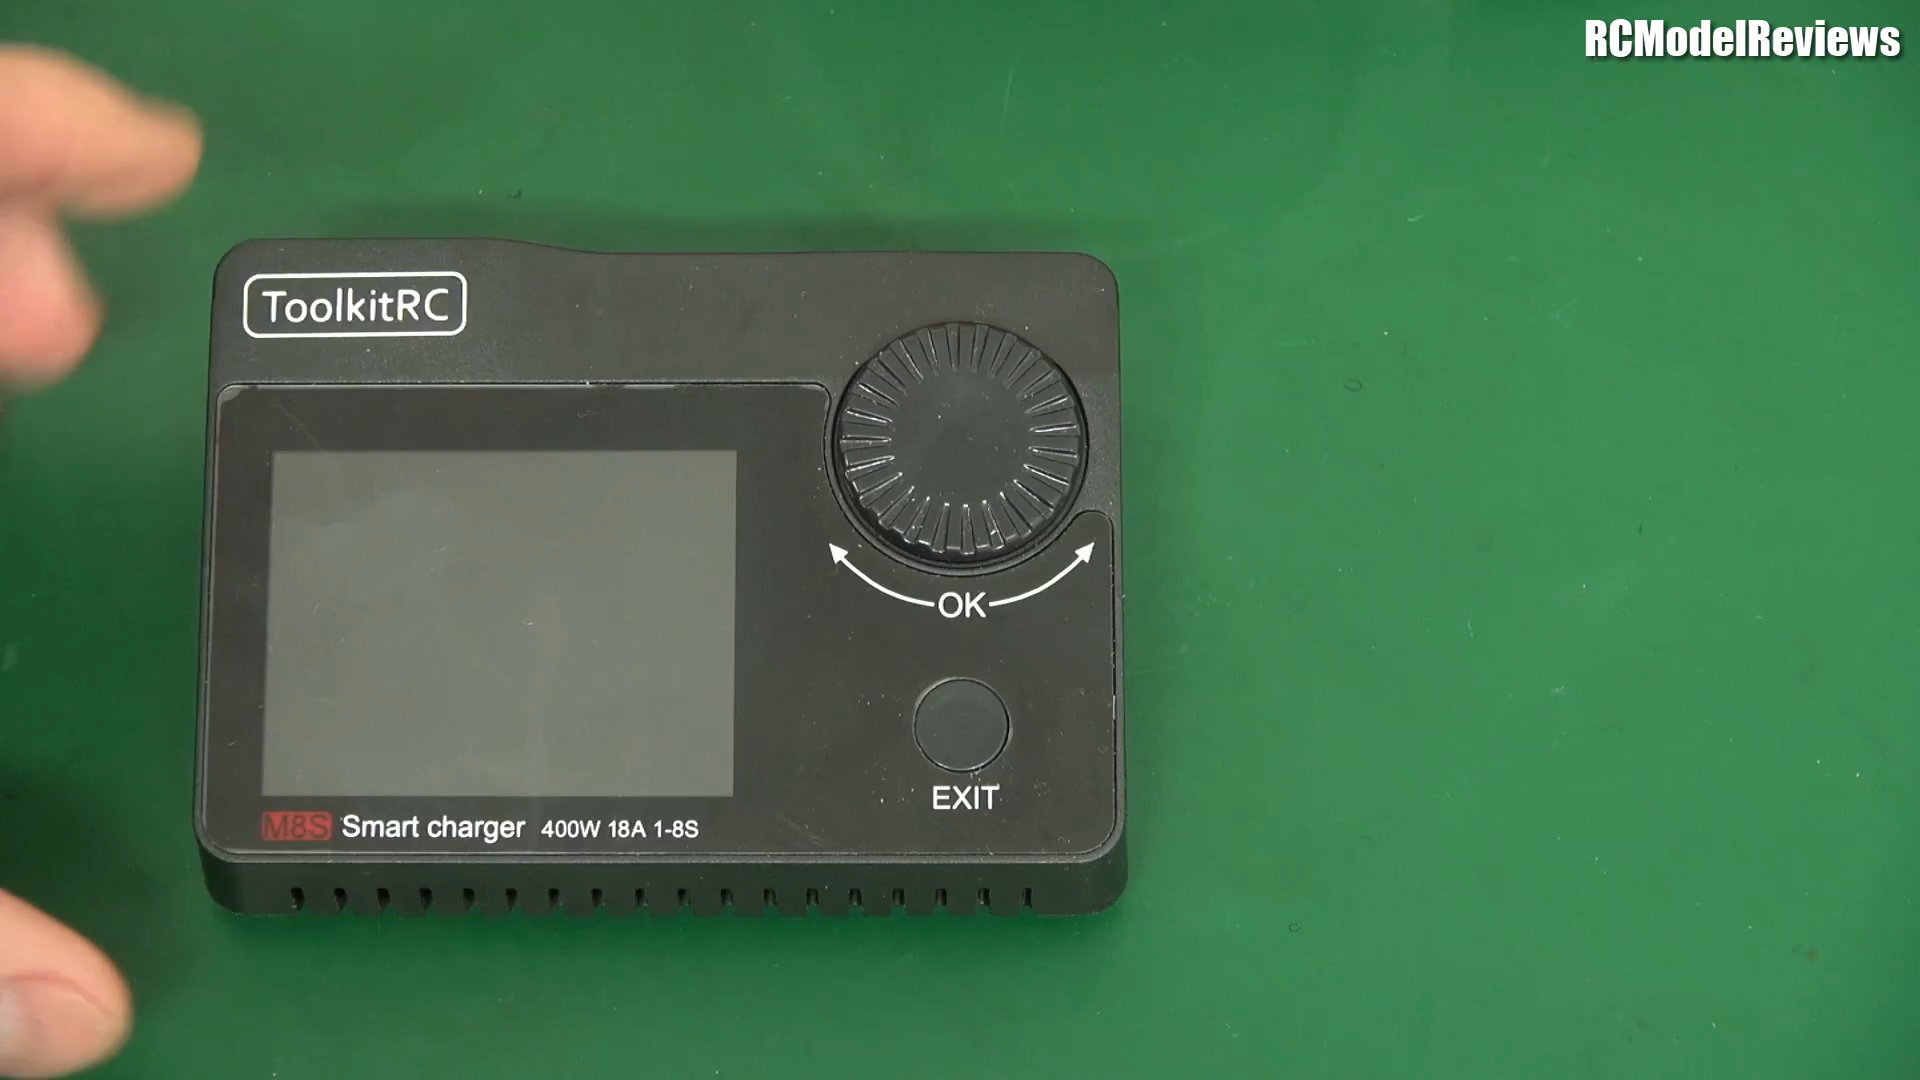 RCModelReviews
ToolkitRC
OK
EXIT
M8S Smart charger 400W 18A 1-8S